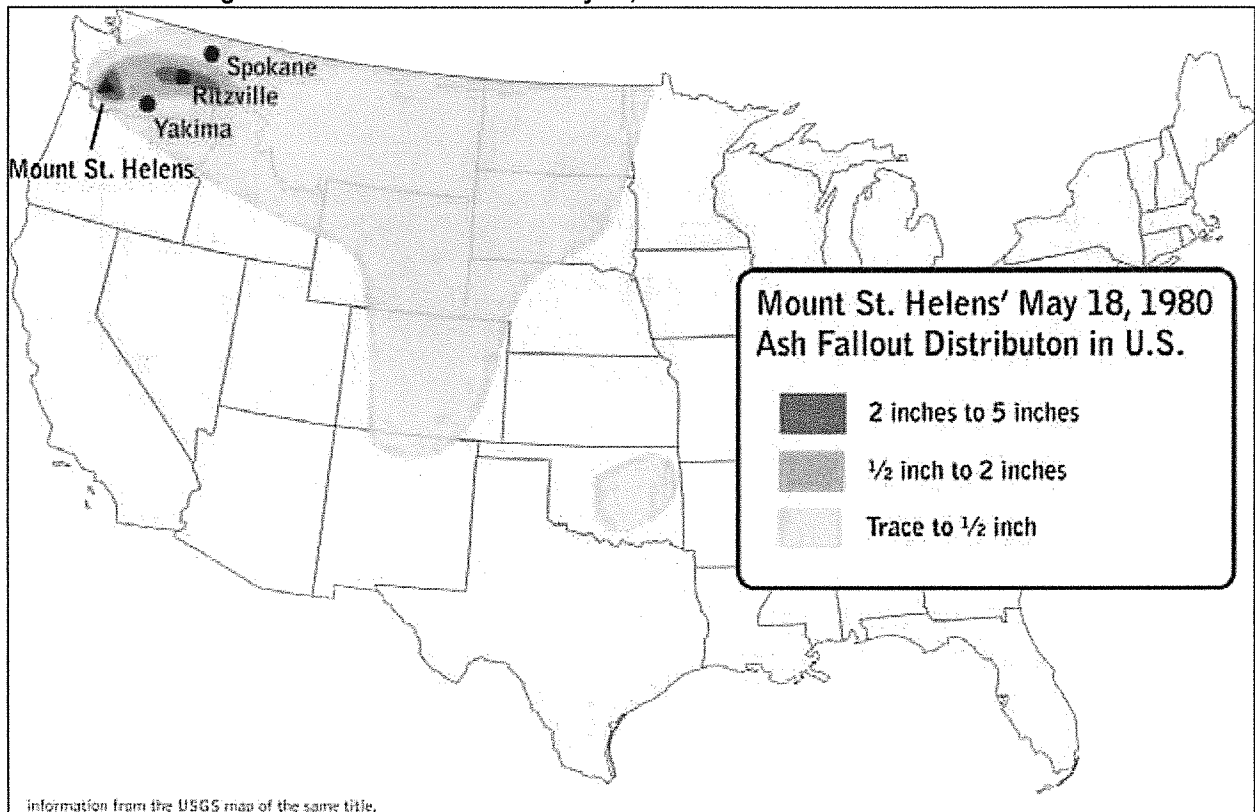 Spokane
Ritzville
Yakima
Mount St. Helens
Mount St. Helens' May 18, 1980
Ash Fallout Distributon in U.S.
2 inches to 5 inches
½ inch to 2 inches
Trace to ½ inch
information from the USGS map of the same title.